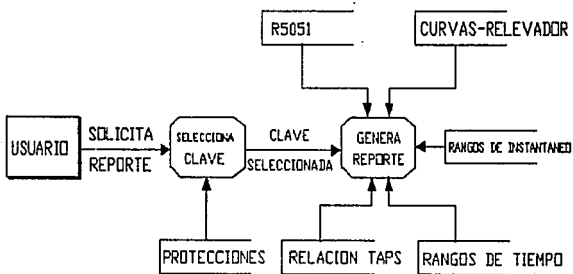 R5051
CURVAS-RELEVADOR
USUARIO
SOLICITA
REPORTE
SELECCIONA
CLAVE
CLAVE
SELECCIONADA
GENERA
REPORTE
RANGOS DE INSTANTANEO
PROTECCIONES
RELACION TAPS
RANGOS DE TIEMPO